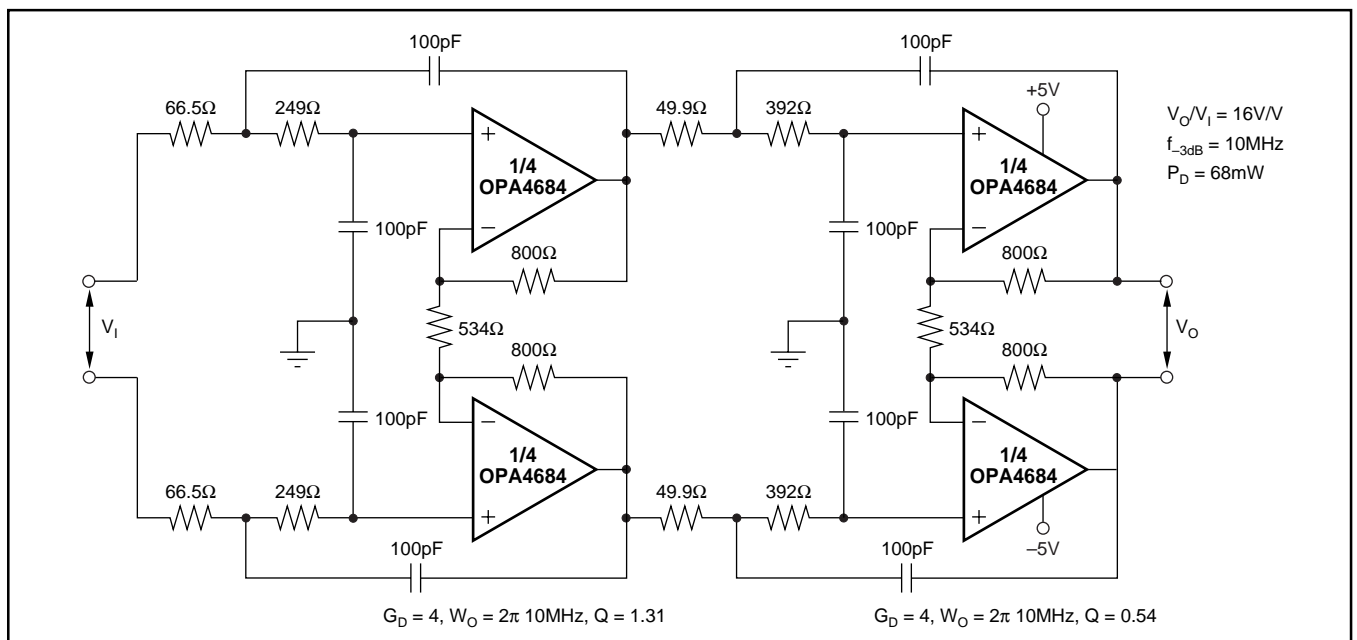 100pF
100pF
66.5Ω
249Ω
49.9Ω
392Ω
+5V
V_O/V_I = 16V/V
f_–3dB = 10MHz
P_D = 68mW
+
1/4
OPA4684
–
+
1/4
OPA4684
–
100pF
100pF
800Ω
800Ω
V_I
534Ω
534Ω
V_O
800Ω
800Ω
100pF
100pF
–
1/4
OPA4684
+
–
1/4
OPA4684
+
66.5Ω
249Ω
49.9Ω
392Ω
–5V
100pF
100pF
G_D = 4, W_O = 2π 10MHz, Q = 1.31
G_D = 4, W_O = 2π 10MHz, Q = 0.54